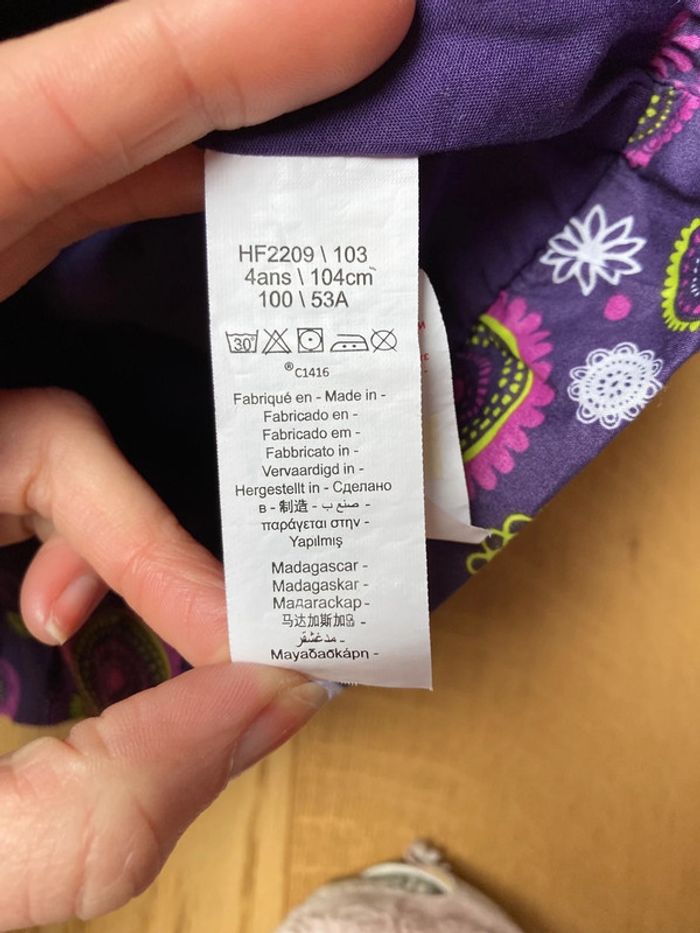 HF2209 \ 103
4ans \ 104cm
100 \ 53A
30°
® C1416
Fabriqué en - Made in -
Fabricado en -
Fabricado em -
Fabbricato in -
Vervaardigd in -
Hergestellt in - Сделано
в - 制造 - صنع ب -
παράγεται στην -
Yapılmış
Madagascar -
Madagaskar -
Мадагаскар -
马达加斯加 -
مدغشقر -
Μαγαδασκάρη -